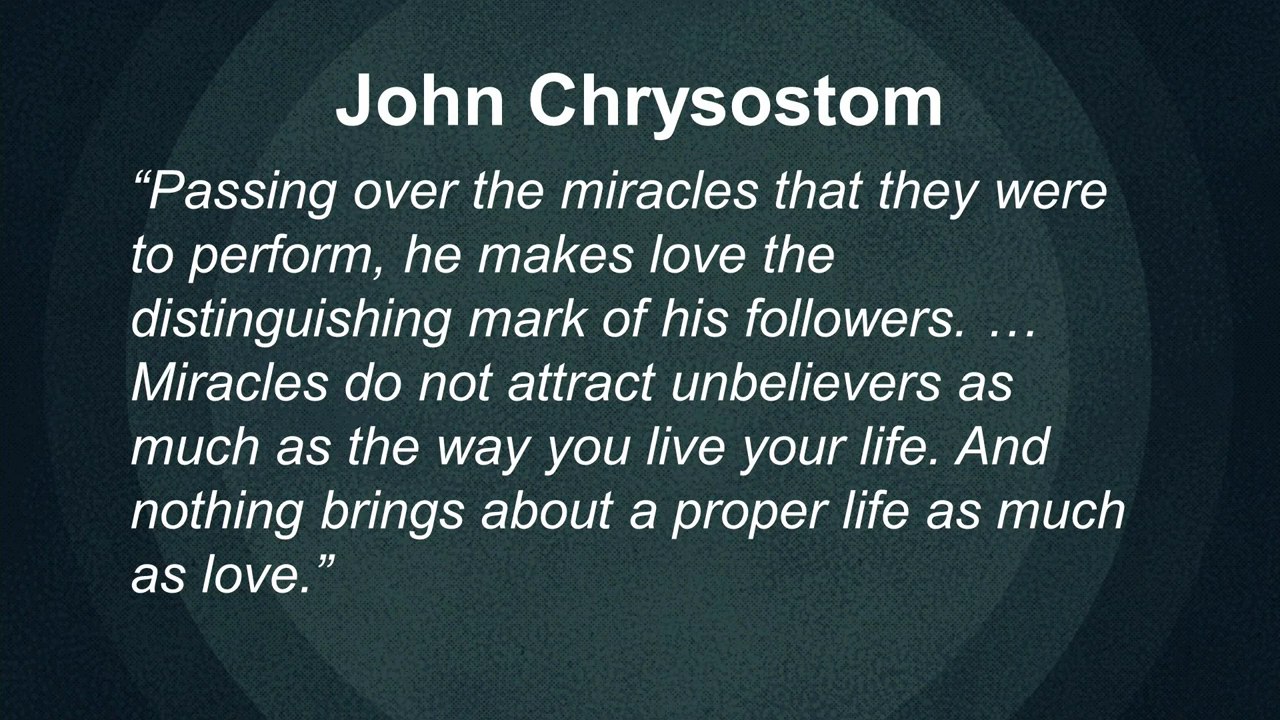 John Chrysostom
“Passing over the miracles that they were
to perform, he makes love the
distinguishing mark of his followers. …
Miracles do not attract unbelievers as
much as the way you live your life. And
nothing brings about a proper life as much
as love.”